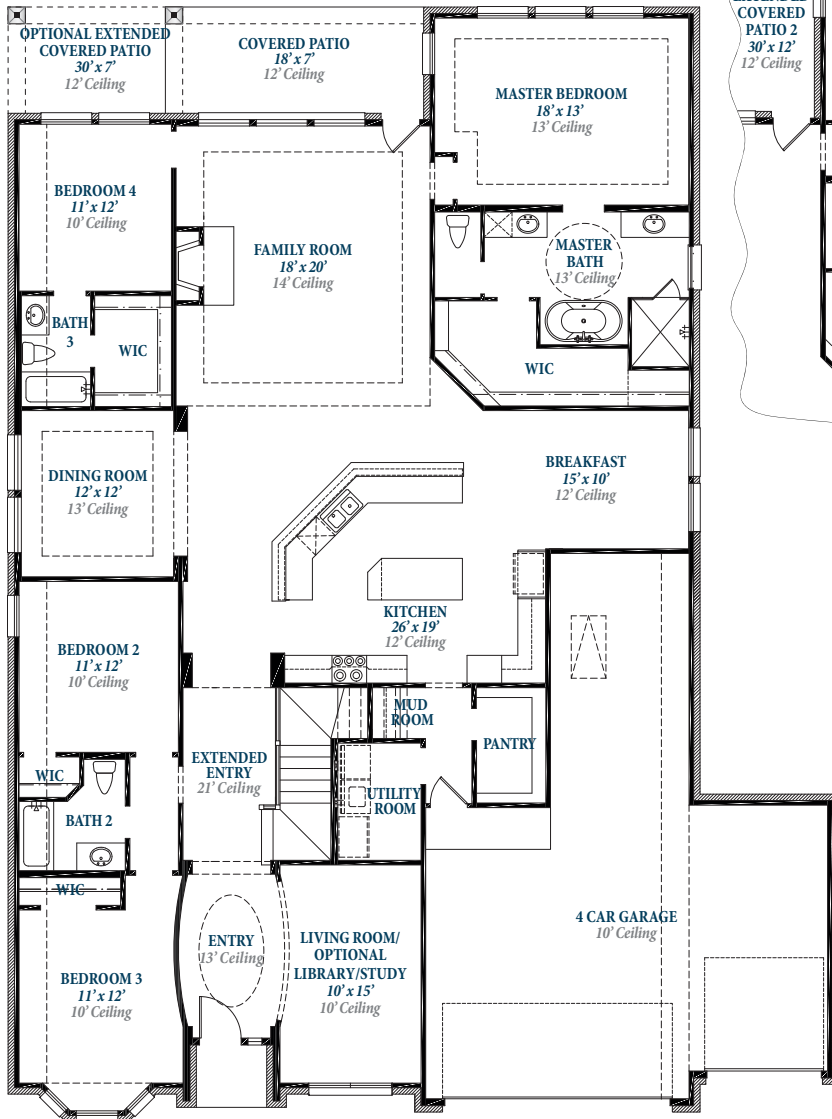 OPTIONAL EXTENDED
COVERED PATIO
30' x 7'
12' Ceiling
COVERED PATIO
18' x 7'
12' Ceiling
MASTER BEDROOM
18' x 13'
13' Ceiling
COVERED
PATIO 2
30' x 12'
12' Ceiling
BEDROOM 4
11' x 12'
10' Ceiling
FAMILY ROOM
18' x 20'
14' Ceiling
MASTER
BATH
13' Ceiling
BATH
3
WIC
WIC
DINING ROOM
12' x 12'
13' Ceiling
BREAKFAST
15' x 10'
12' Ceiling
KITCHEN
26' x 19'
12' Ceiling
BEDROOM 2
11' x 12'
10' Ceiling
MUD
ROOM
PANTRY
EXTENDED
ENTRY
21' Ceiling
WIC
UTILITY
ROOM
BATH 2
WIC
ENTRY
13' Ceiling
LIVING ROOM/
OPTIONAL
LIBRARY/STUDY
10' x 15'
10' Ceiling
4 CAR GARAGE
10' Ceiling
BEDROOM 3
11' x 12'
10' Ceiling